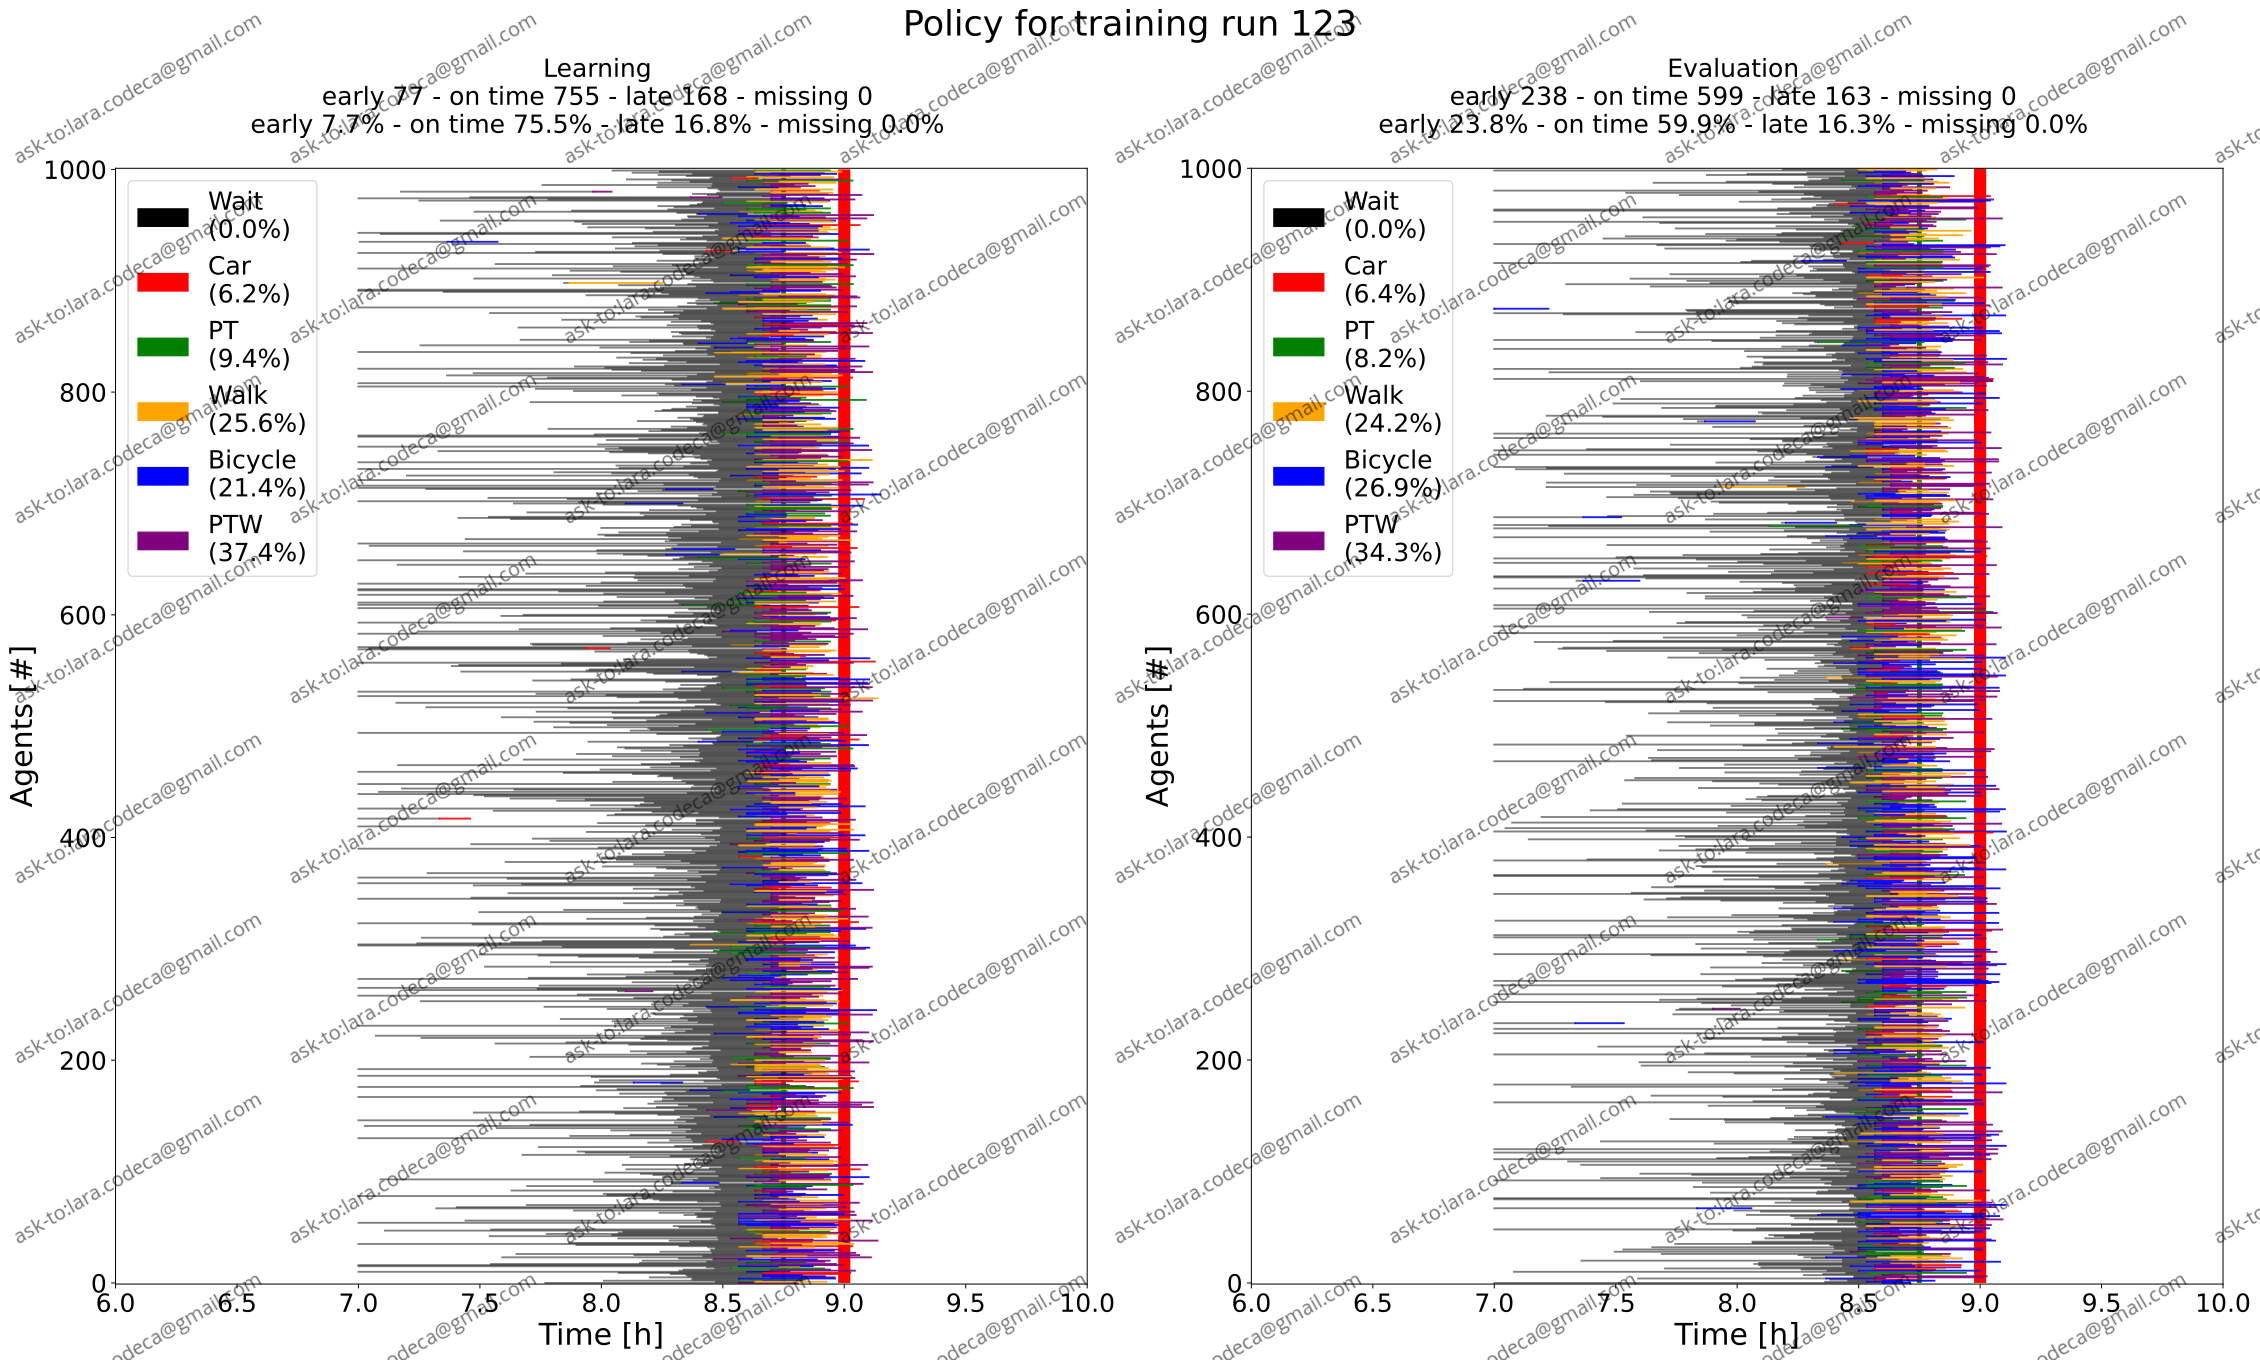 Policy for training run 123
Learning
early 77 - on time 755 - late 168 - missing 0
early 7.7% - on time 75.5% - late 16.8% - missing 0.0%
1000
800
600
400
200
0
Agents [#]
Wait
(0.0%)
Car
(6.2%)
PT
(9.4%)
Walk
(25.6%)
Bicycle
(21.4%)
PTW
(37.4%)
6.0 6.5 7.0 7.5 8.0 8.5 9.0 9.5 10.0
Time [h]
Evaluation
early 238 - on time 599 - late 163 - missing 0
early 23.8% - on time 59.9% - late 16.3% - missing 0.0%
1000
800
600
400
200
0
Agents [#]
Wait
(0.0%)
Car
(6.4%)
PT
(8.2%)
Walk
(24.2%)
Bicycle
(26.9%)
PTW
(34.3%)
6.0 6.5 7.0 7.5 8.0 8.5 9.0 9.5 10.0
Time [h]
ask-to:lara.codeca@gmail.com